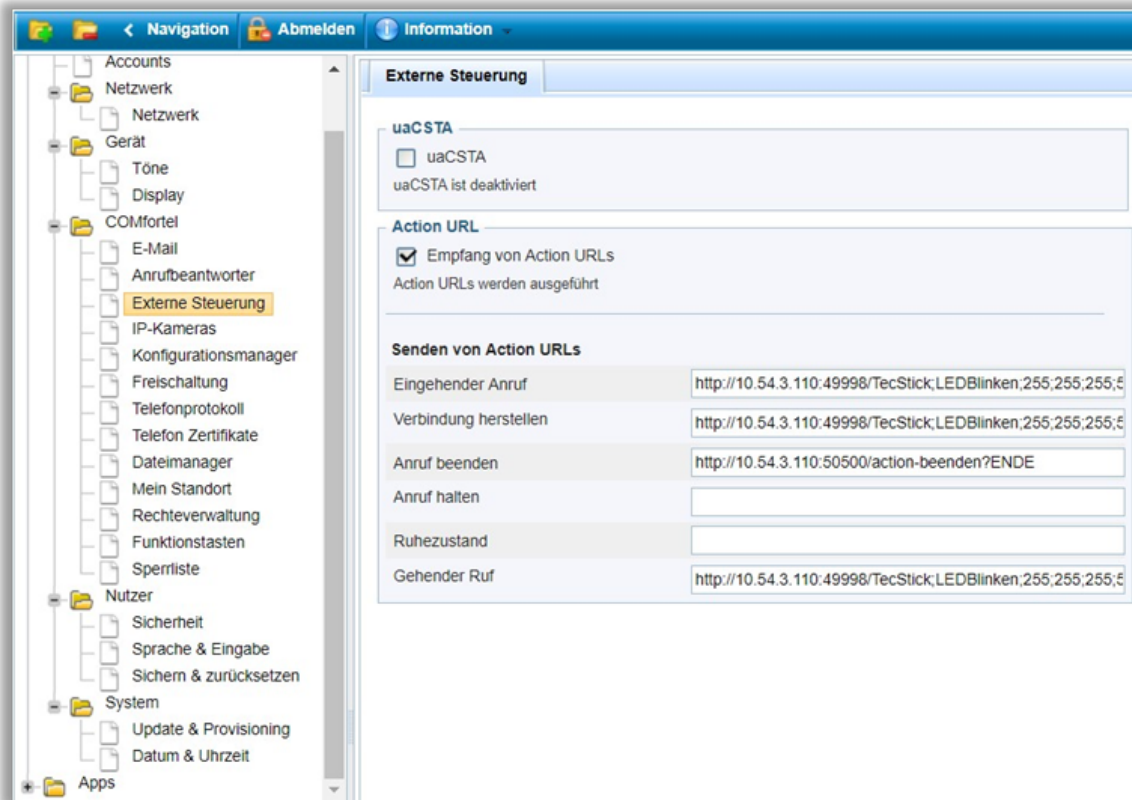 Navigation Abmelden Information
Accounts
Netzwerk
Netzwerk
Gerät
Töne
Display
COMfortel
E-Mail
Anrufbeantworter
Externe Steuerung
IP-Kameras
Konfigurationsmanager
Freischaltung
Telefonprotokoll
Telefon Zertifikate
Dateimanager
Mein Standort
Rechteverwaltung
Funktionstasten
Sperrliste
Nutzer
Sicherheit
Sprache & Eingabe
Sichern & zurücksetzen
System
Update & Provisioning
Datum & Uhrzeit
Apps
Externe Steuerung
uaCSTA
uaCSTA
uaCSTA ist deaktiviert
Action URL
Empfang von Action URLs
Action URLs werden ausgeführt
Senden von Action URLs
Eingehender Anruf http://10.54.3.110:49998/TecStick;LEDBlinken;255;255;255;5
Verbindung herstellen http://10.54.3.110:49998/TecStick;LEDBlinken;255;255;255;5
Anruf beenden http://10.54.3.110:50500/action-beenden?ENDE
Anruf halten
Ruhezustand
Gehender Ruf http://10.54.3.110:49998/TecStick;LEDBlinken;255;255;255;5